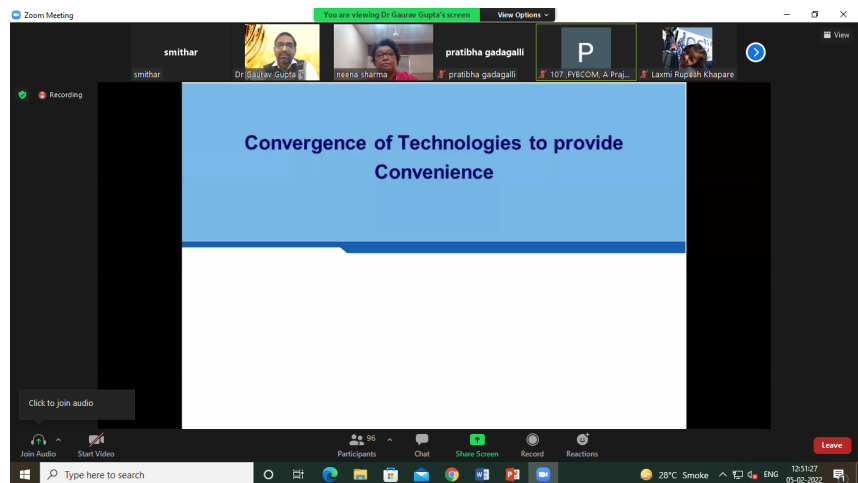 Zoom Meeting
You are viewing Dr Gaurav Gupta's screen View Options
View
smithar
pratibha gadagalli
P
smithar
Dr Gaurav Gupta
neena sharma
pratibha gadagalli
107 ,FYBCOM, A Praj...
Laxmi Rupesh Khapare
Recording
Convergence of Technologies to provide
Convenience
Click to join audio
96
Join Audio
Start Video
Participants
Chat
Share Screen
Record
Reactions
Leave
Type here to search
28°C Smoke
ENG
12:51:27
05-02-2022